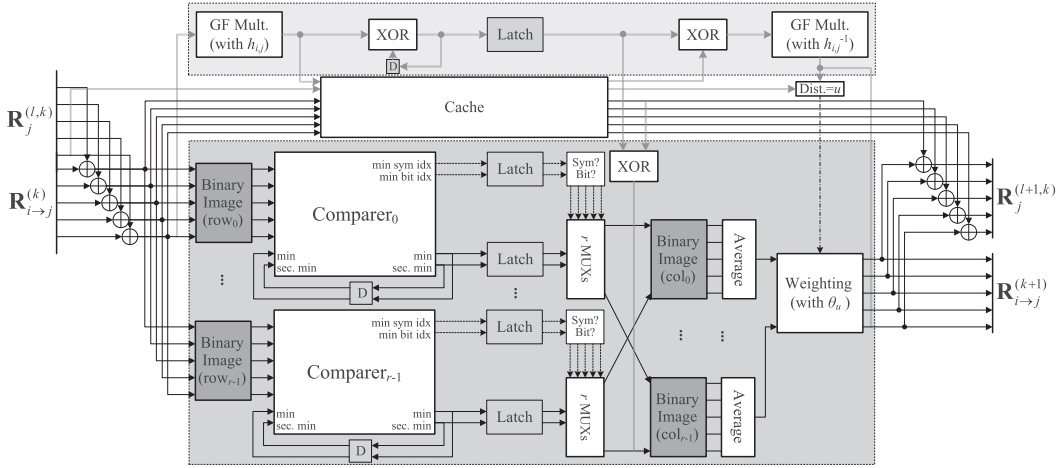 GF Mult.
(with h_{i,j})
XOR
D
Latch
XOR
GF Mult.
(with h_{i,j}^{-1})
Dist.=u
Cache
R_j^{(l,k)}
R_{i→j}^{(k)}
Binary
Image
(row_0)
Comparer_0
min sym idx
min bit idx
min
sec. min
min
sec. min
D
Latch
Latch
Sym?
Bit?
r MUXs
XOR
Binary
Image
(col_0)
Average
Weighting
(with θ_u )
R_j^{(l+1,k)}
R_{i→j}^{(k+1)}
...
...
...
...
Binary
Image
(row_{r-1})
Comparer_{r-1}
min sym idx
min bit idx
min
sec. min
min
sec. min
D
Latch
Latch
Sym?
Bit?
r MUXs
Binary
Image
(col_{r-1})
Average